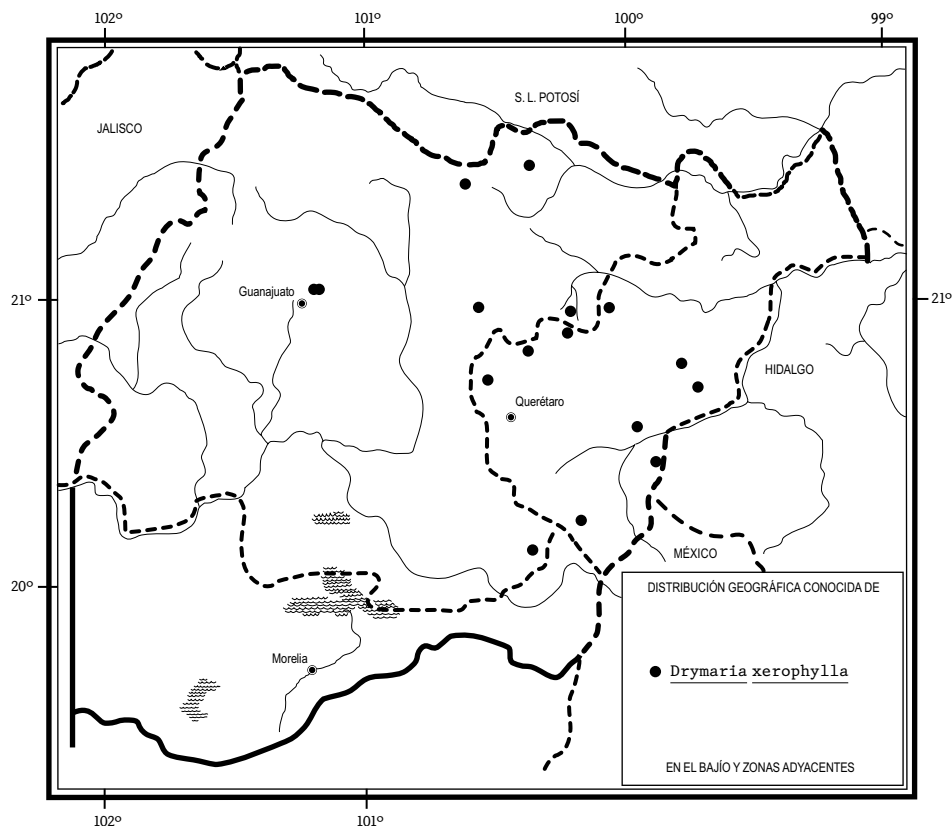 102º 101º 100º 99º
S. L. POTOSÍ
JALISCO
Guanajuato
21º 21º
HIDALGO
Querétaro
MÉXICO
20º
DISTRIBUCIÓN GEOGRÁFICA CONOCIDA DE
Morelia
Drymaria xerophylla
EN EL BAJÍO Y ZONAS ADYACENTES
102º 101º